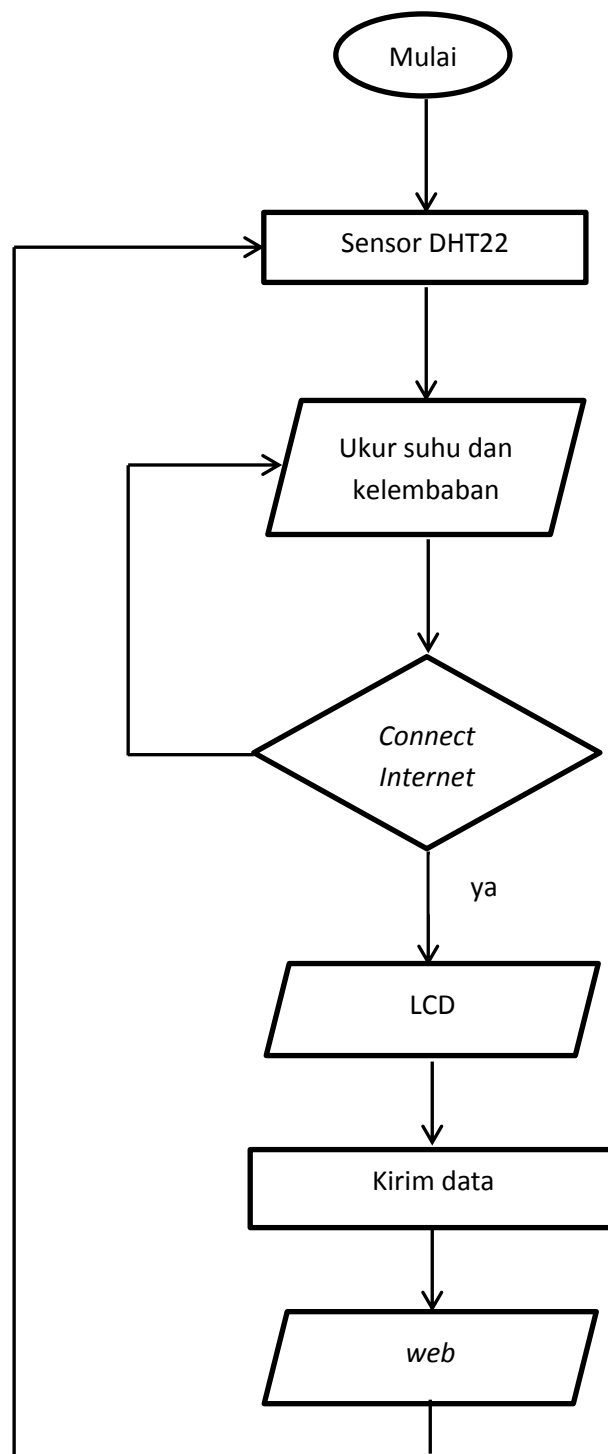 Mulai
Sensor DHT22
Ukur suhu dan
kelembaban
Connect
Internet
ya
LCD
Kirim data
web